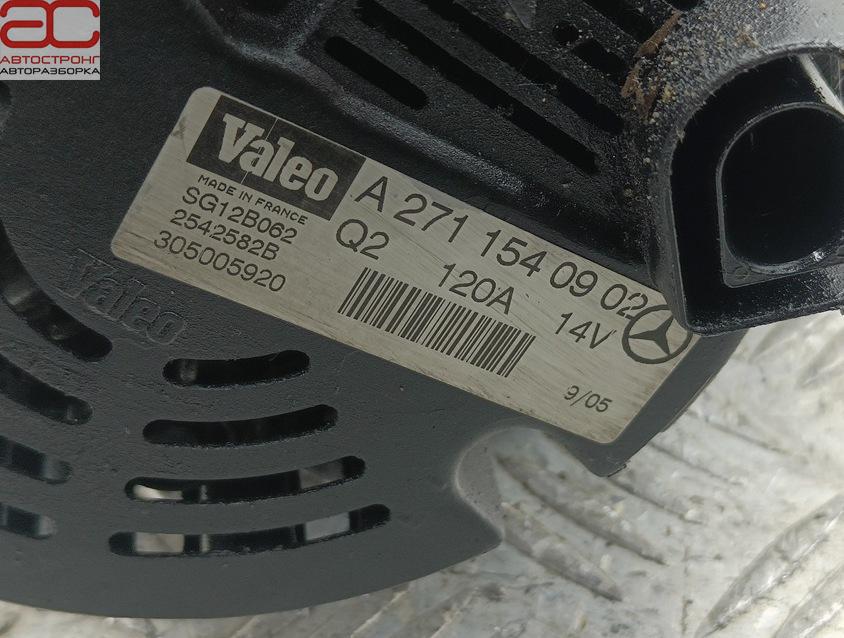 АС
АВТОСТРОНГ
АВТОРАЗБОРКА
Valeo
MADE IN FRANCE
SG12B062
2542582B
305005920
A 271 154 09 02
Q2
120A
14V
9/05
Valeo